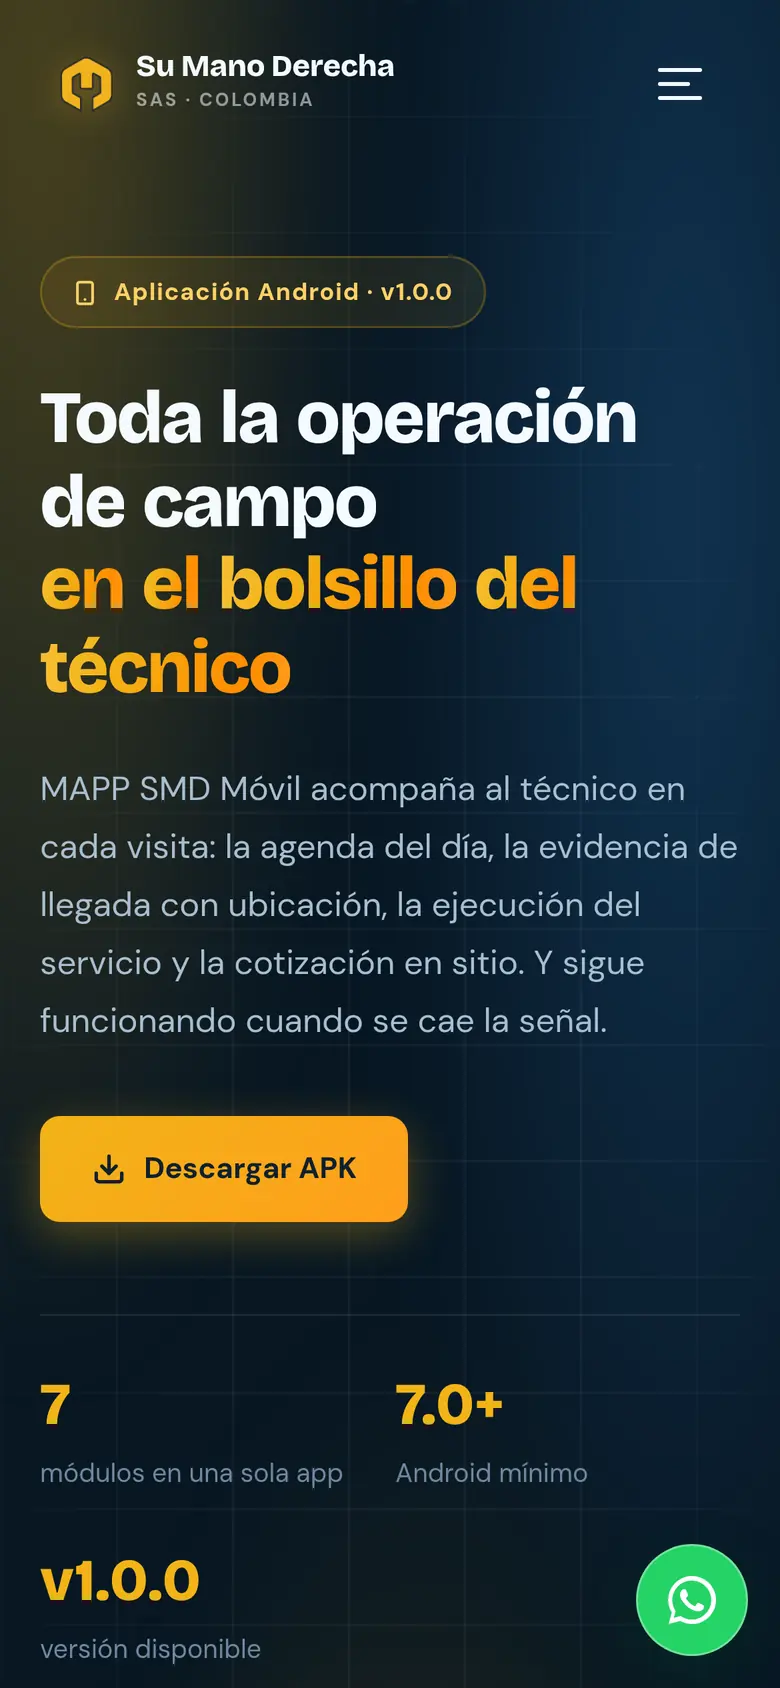 Su Mano Derecha
SAS · COLOMBIA
Aplicación Android · v1.0.0
Toda la operación
de campo
en el bolsillo del
técnico
MAPP SMD Móvil acompaña al técnico en
cada visita: la agenda del día, la evidencia de
llegada con ubicación, la ejecución del
servicio y la cotización en sitio. Y sigue
funcionando cuando se cae la señal.
Descargar APK
7
módulos en una sola app
7.0+
Android mínimo
v1.0.0
versión disponible